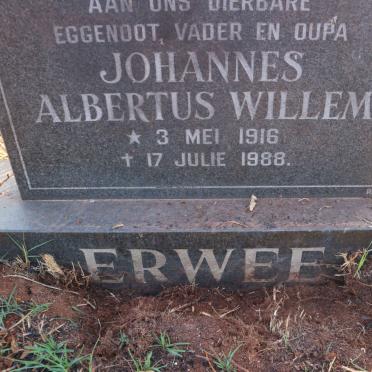 AAN ONS DIERBARE
EGGENOOT, VADER EN OUPA
JOHANNES
ALBERTUS WILLEM
★ 3 MEI 1916
† 17 JULIE 1988.
ERWEE